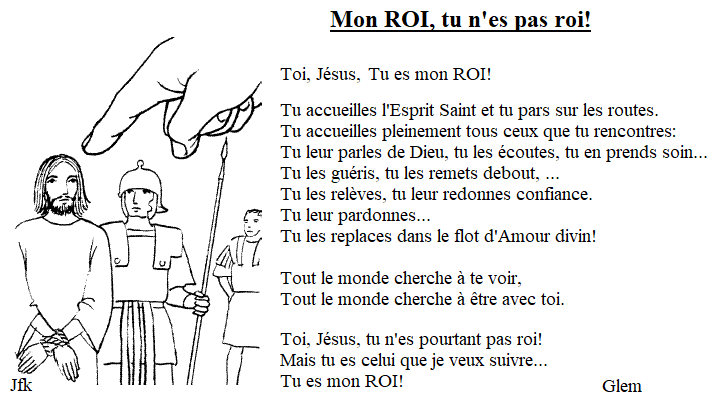 Mon ROI, tu n'es pas roi!
Toi, Jésus, Tu es mon ROI!
Tu accueilles l'Esprit Saint et tu pars sur les routes.
Tu accueilles pleinement tous ceux que tu rencontres:
Tu leur parles de Dieu, tu les écoutes, tu en prends soin...
Tu les guéris, tu les remets debout, ...
Tu les relèves, tu leur redonnes confiance.
Tu leur pardonnes...
Tu les replaces dans le flot d'Amour divin!
Tout le monde cherche à te voir,
Tout le monde cherche à être avec toi.
Toi, Jésus, tu n'es pourtant pas roi!
Mais tu es celui que je veux suivre...
Tu es mon ROI!
Jfk
Glem